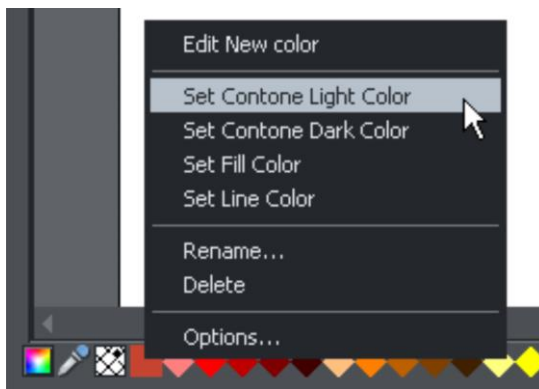 Edit New color
Set Contone Light Color
Set Contone Dark Color
Set Fill Color
Set Line Color
Rename...
Delete
Options...